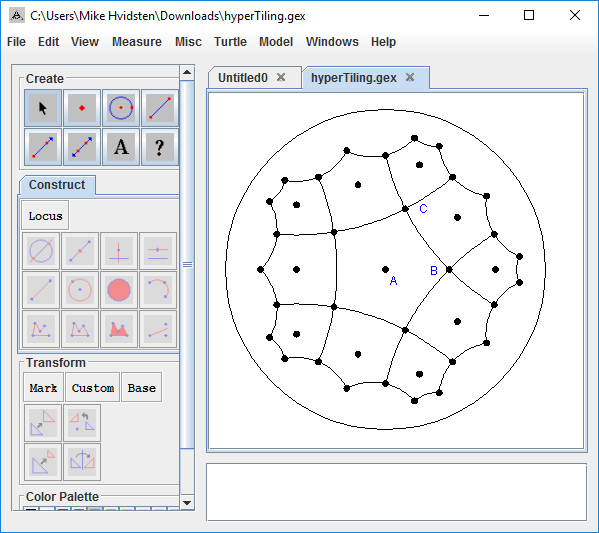 C:\Users\Mike Hvidsten\Downloads\hyperTiling.gex
File Edit View Measure Misc Turtle Model Windows Help
Create
A ?
Construct
Locus
Transform
Mark Custom Base
Color Palette
Untitled0 hyperTiling.gex
C
B
A